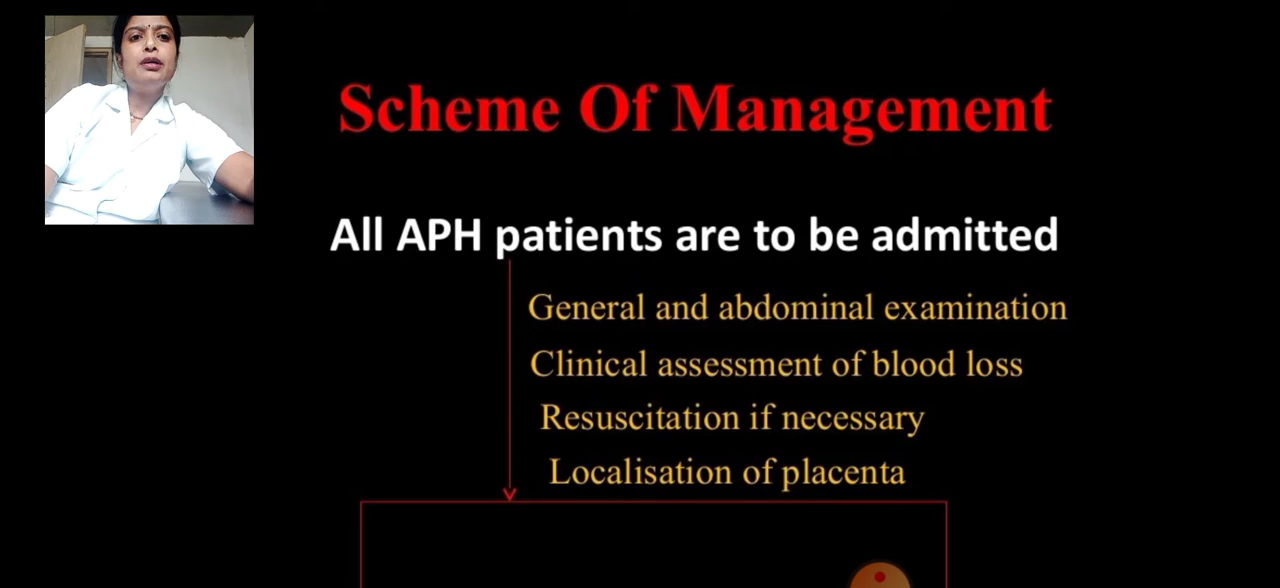 Scheme Of Management
All APH patients are to be admitted
General and abdominal examination
Clinical assessment of blood loss
Resuscitation if necessary
Localisation of placenta